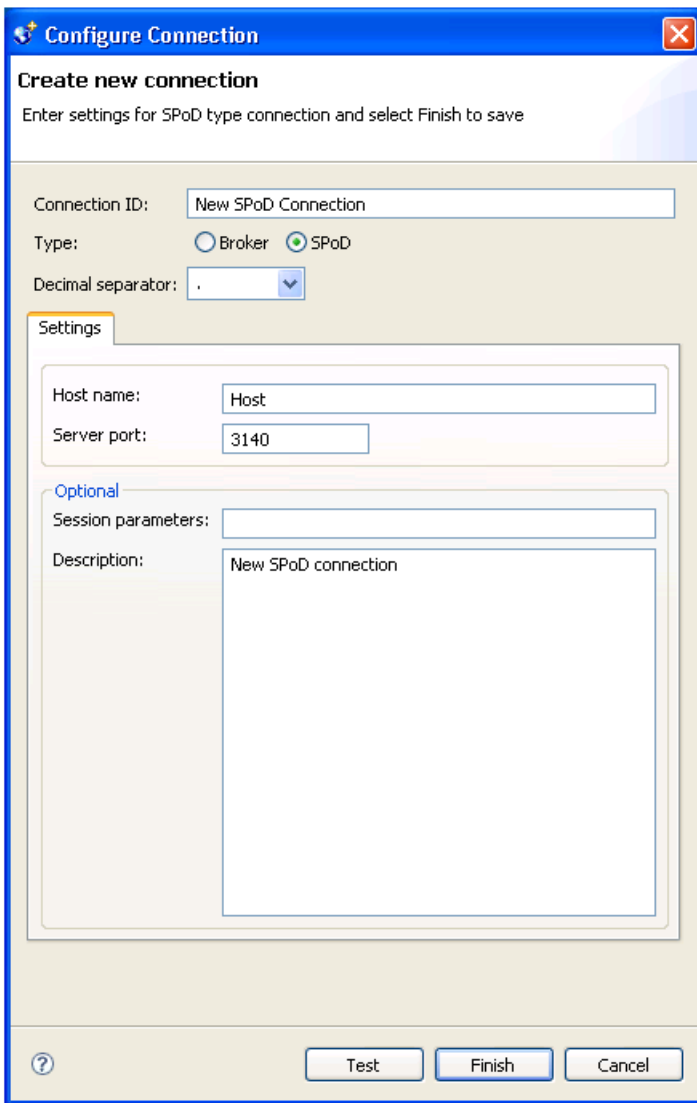 Configure Connection
Create new connection
Enter settings for SPoD type connection and select Finish to save
Connection ID: New SPoD Connection
Type: Broker SPoD
Decimal separator: .
Settings
Host name: Host
Server port: 3140
Optional
Session parameters:
Description: New SPoD connection
? Test Finish Cancel